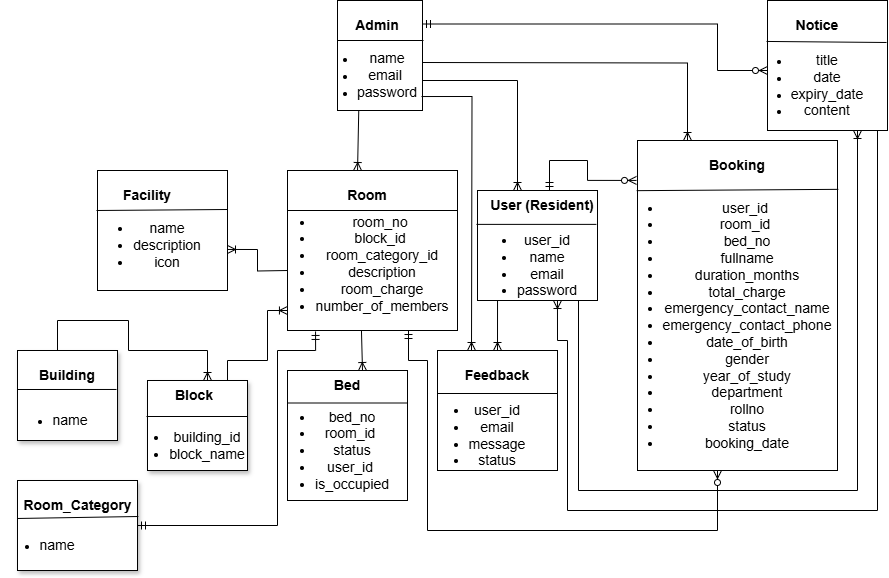 Admin
name
email
password
Notice
title
date
expiry_date
content
Facility
name
description
icon
Room
room_no
block_id
room_category_id
description
room_charge
number_of_members
User (Resident)
user_id
name
email
password
Booking
user_id
room_id
bed_no
fullname
duration_months
total_charge
emergency_contact_name
emergency_contact_phone
date_of_birth
gender
year_of_study
department
rollno
status
booking_date
Building
name
Block
building_id
block_name
Bed
bed_no
room_id
status
user_id
is_occupied
Feedback
user_id
email
message
status
Room_Category
name